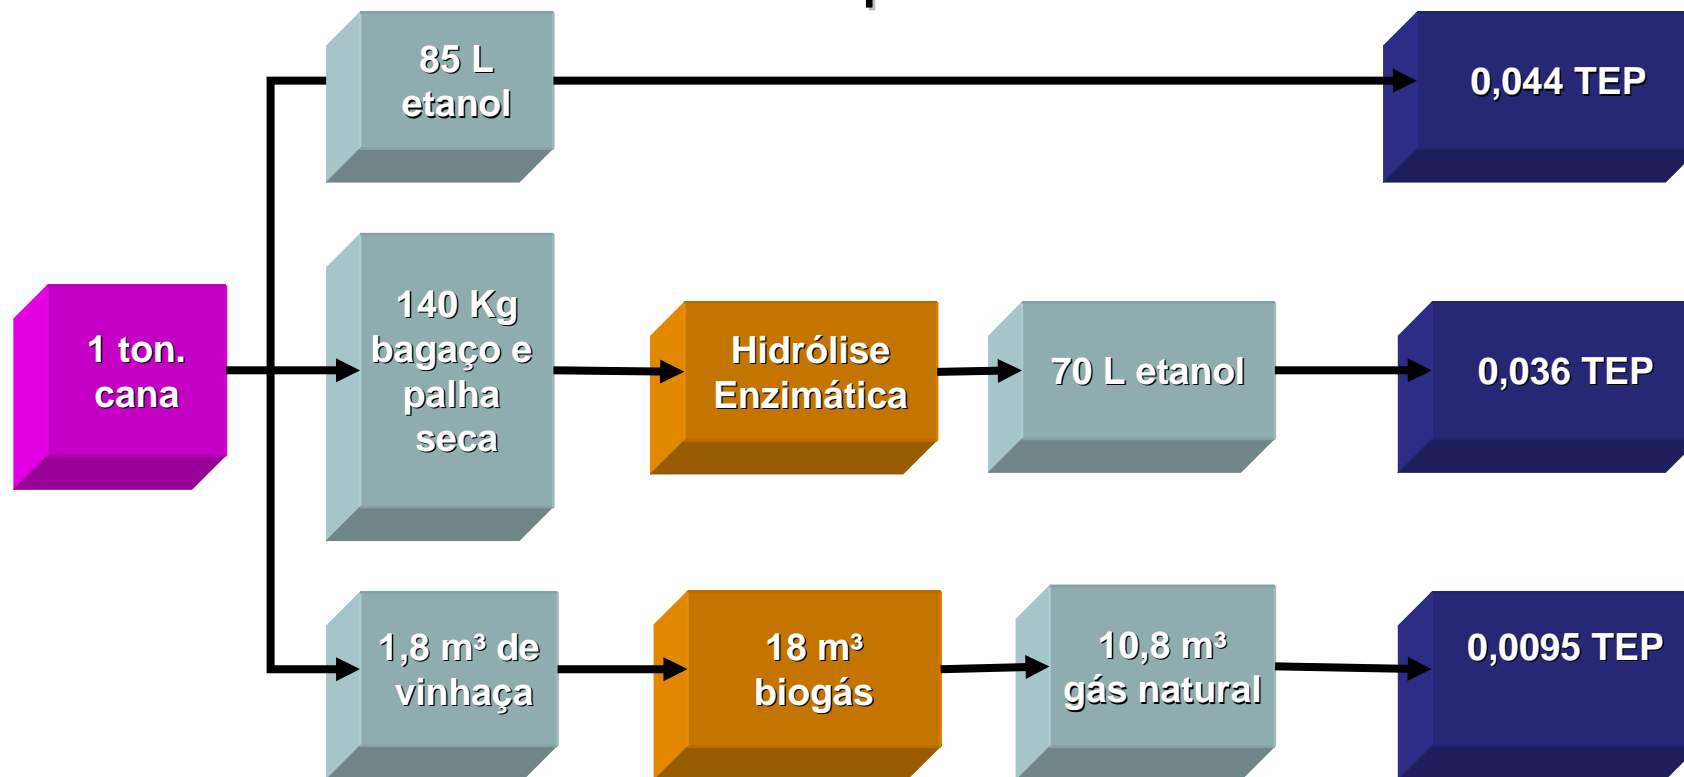 85 L
etanol
0,044 TEP
1 ton.
cana
140 Kg
bagaço e
palha
seca
Hidrólise
Enzimática
70 L etanol
0,036 TEP
1,8 m³ de
vinhaça
18 m³
biogás
10,8 m³
gás natural
0,0095 TEP